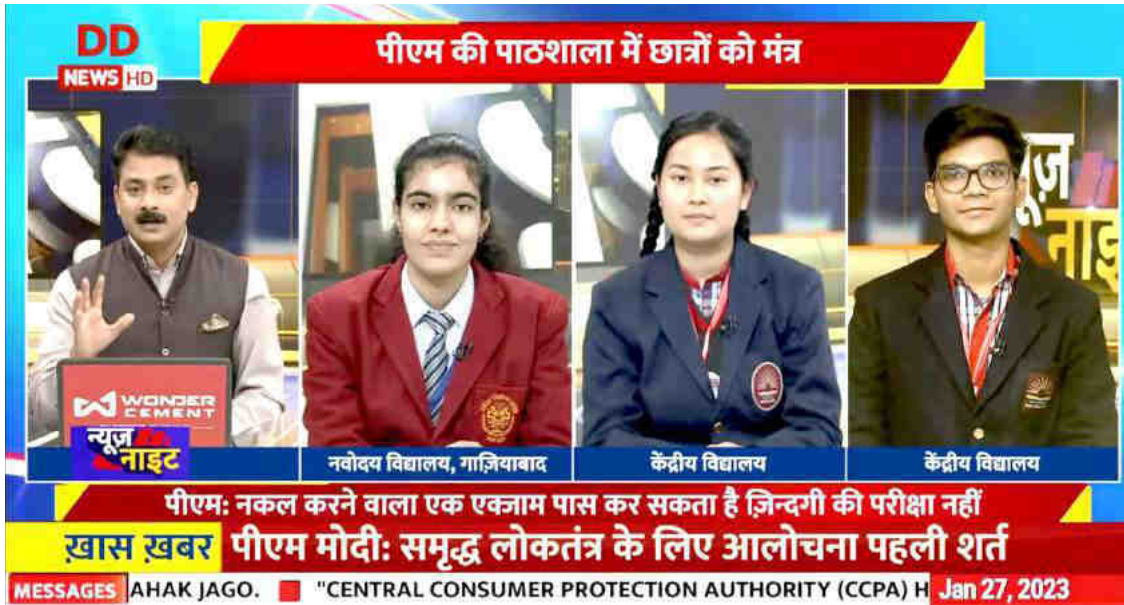 DD
NEWS HD
पीएम की पाठशाला में छात्रों को मंत्र
न्यूज़
नाइट
WONDER
CEMENT
न्यूज़
नाइट
नवोदय विद्यालय, गाज़ियाबाद
केंद्रीय विद्यालय
केंद्रीय विद्यालय
पीएम: नकल करने वाला एक एक्जाम पास कर सकता है ज़िन्दगी की परीक्षा नहीं
ख़ास ख़बर
पीएम मोदी: समृद्ध लोकतंत्र के लिए आलोचना पहली शर्त
MESSAGES AHAK JAGO. "CENTRAL CONSUMER PROTECTION AUTHORITY (CCPA) H Jan 27, 2023